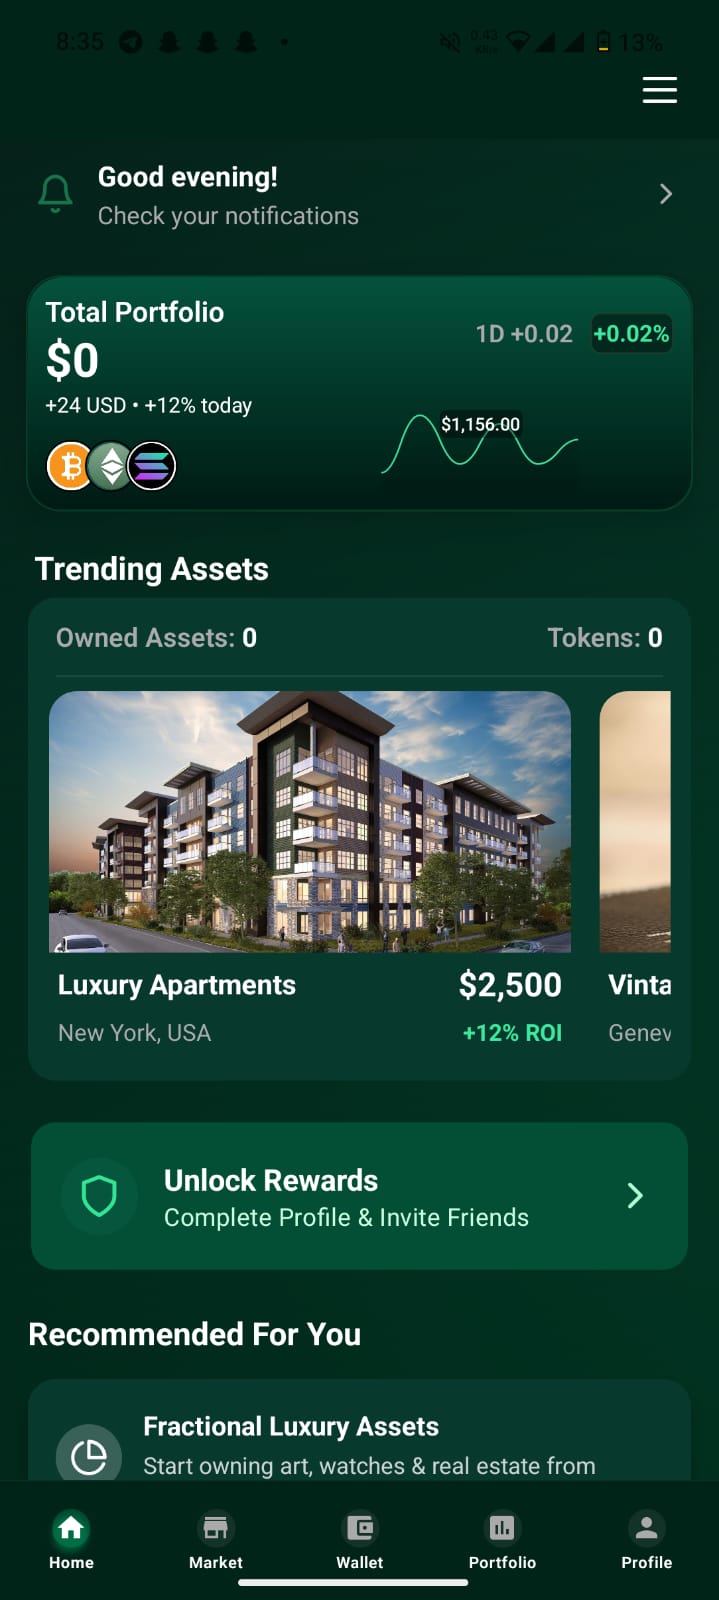 8:35
0.43
KB/s
13%
Good evening!
Check your notifications
Total Portfolio
$0
1D +0.02
+0.02%
+24 USD • +12% today
$1,156.00
Trending Assets
Owned Assets: 0
Tokens: 0
Luxury Apartments
$2,500
Vinta
New York, USA
+12% ROI
Genev
Unlock Rewards
Complete Profile & Invite Friends
Recommended For You
Fractional Luxury Assets
Start owning art, watches & real estate from
Home
Market
Wallet
Portfolio
Profile